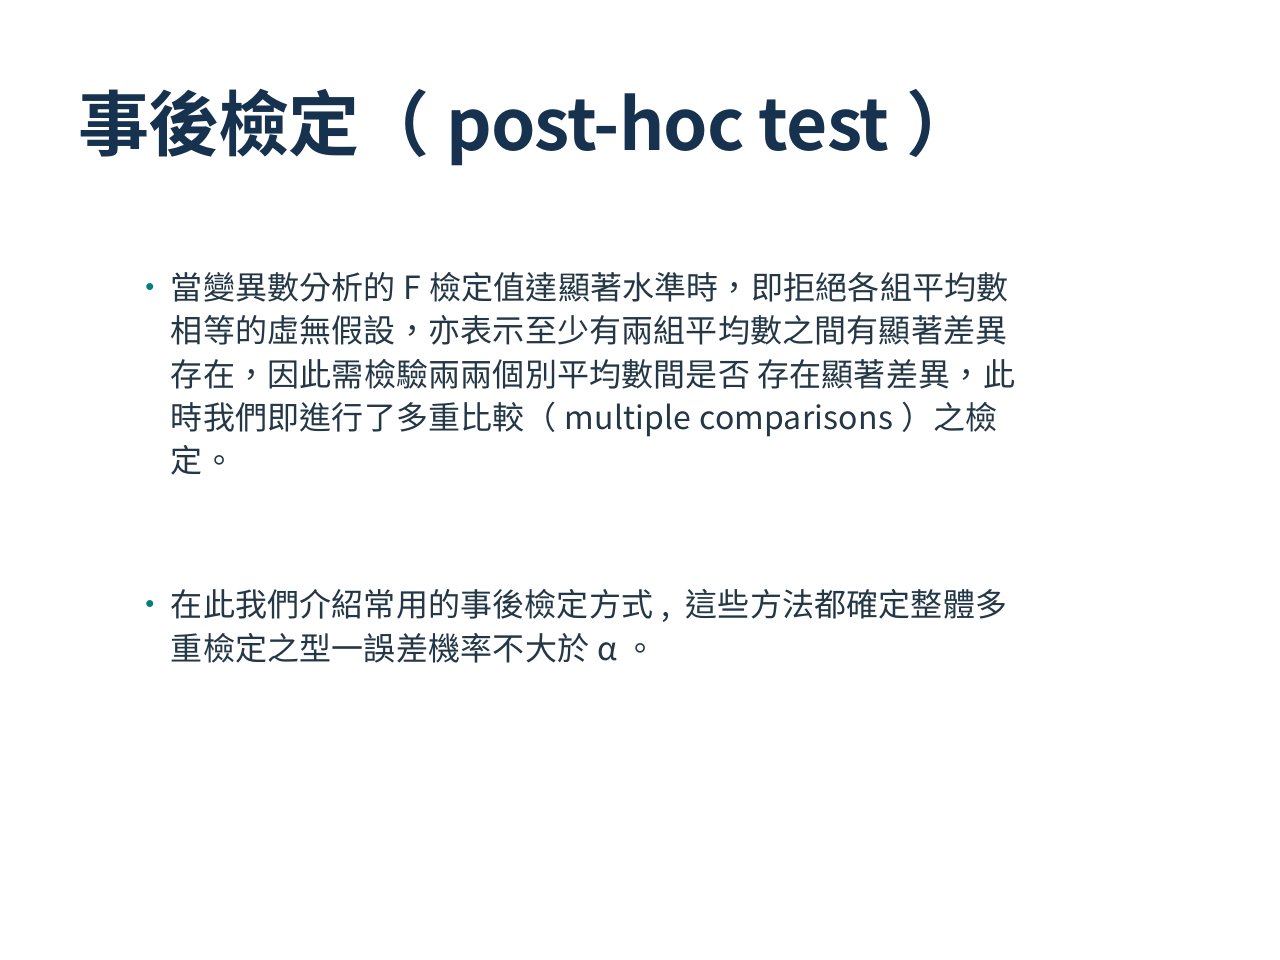 事後檢定（ post-hoc test ）
• 當變異數分析的 F 檢定值達顯著水準時，即拒絕各組平均數
相等的虛無假設，亦表示至少有兩組平均數之間有顯著差異
存在，因此需檢驗兩兩個別平均數間是否 存在顯著差異，此
時我們即進行了多重比較（ multiple comparisons ）之檢
定。
• 在此我們介紹常用的事後檢定方式 , 這些方法都確定整體多
重檢定之型一誤差機率不大於 α 。